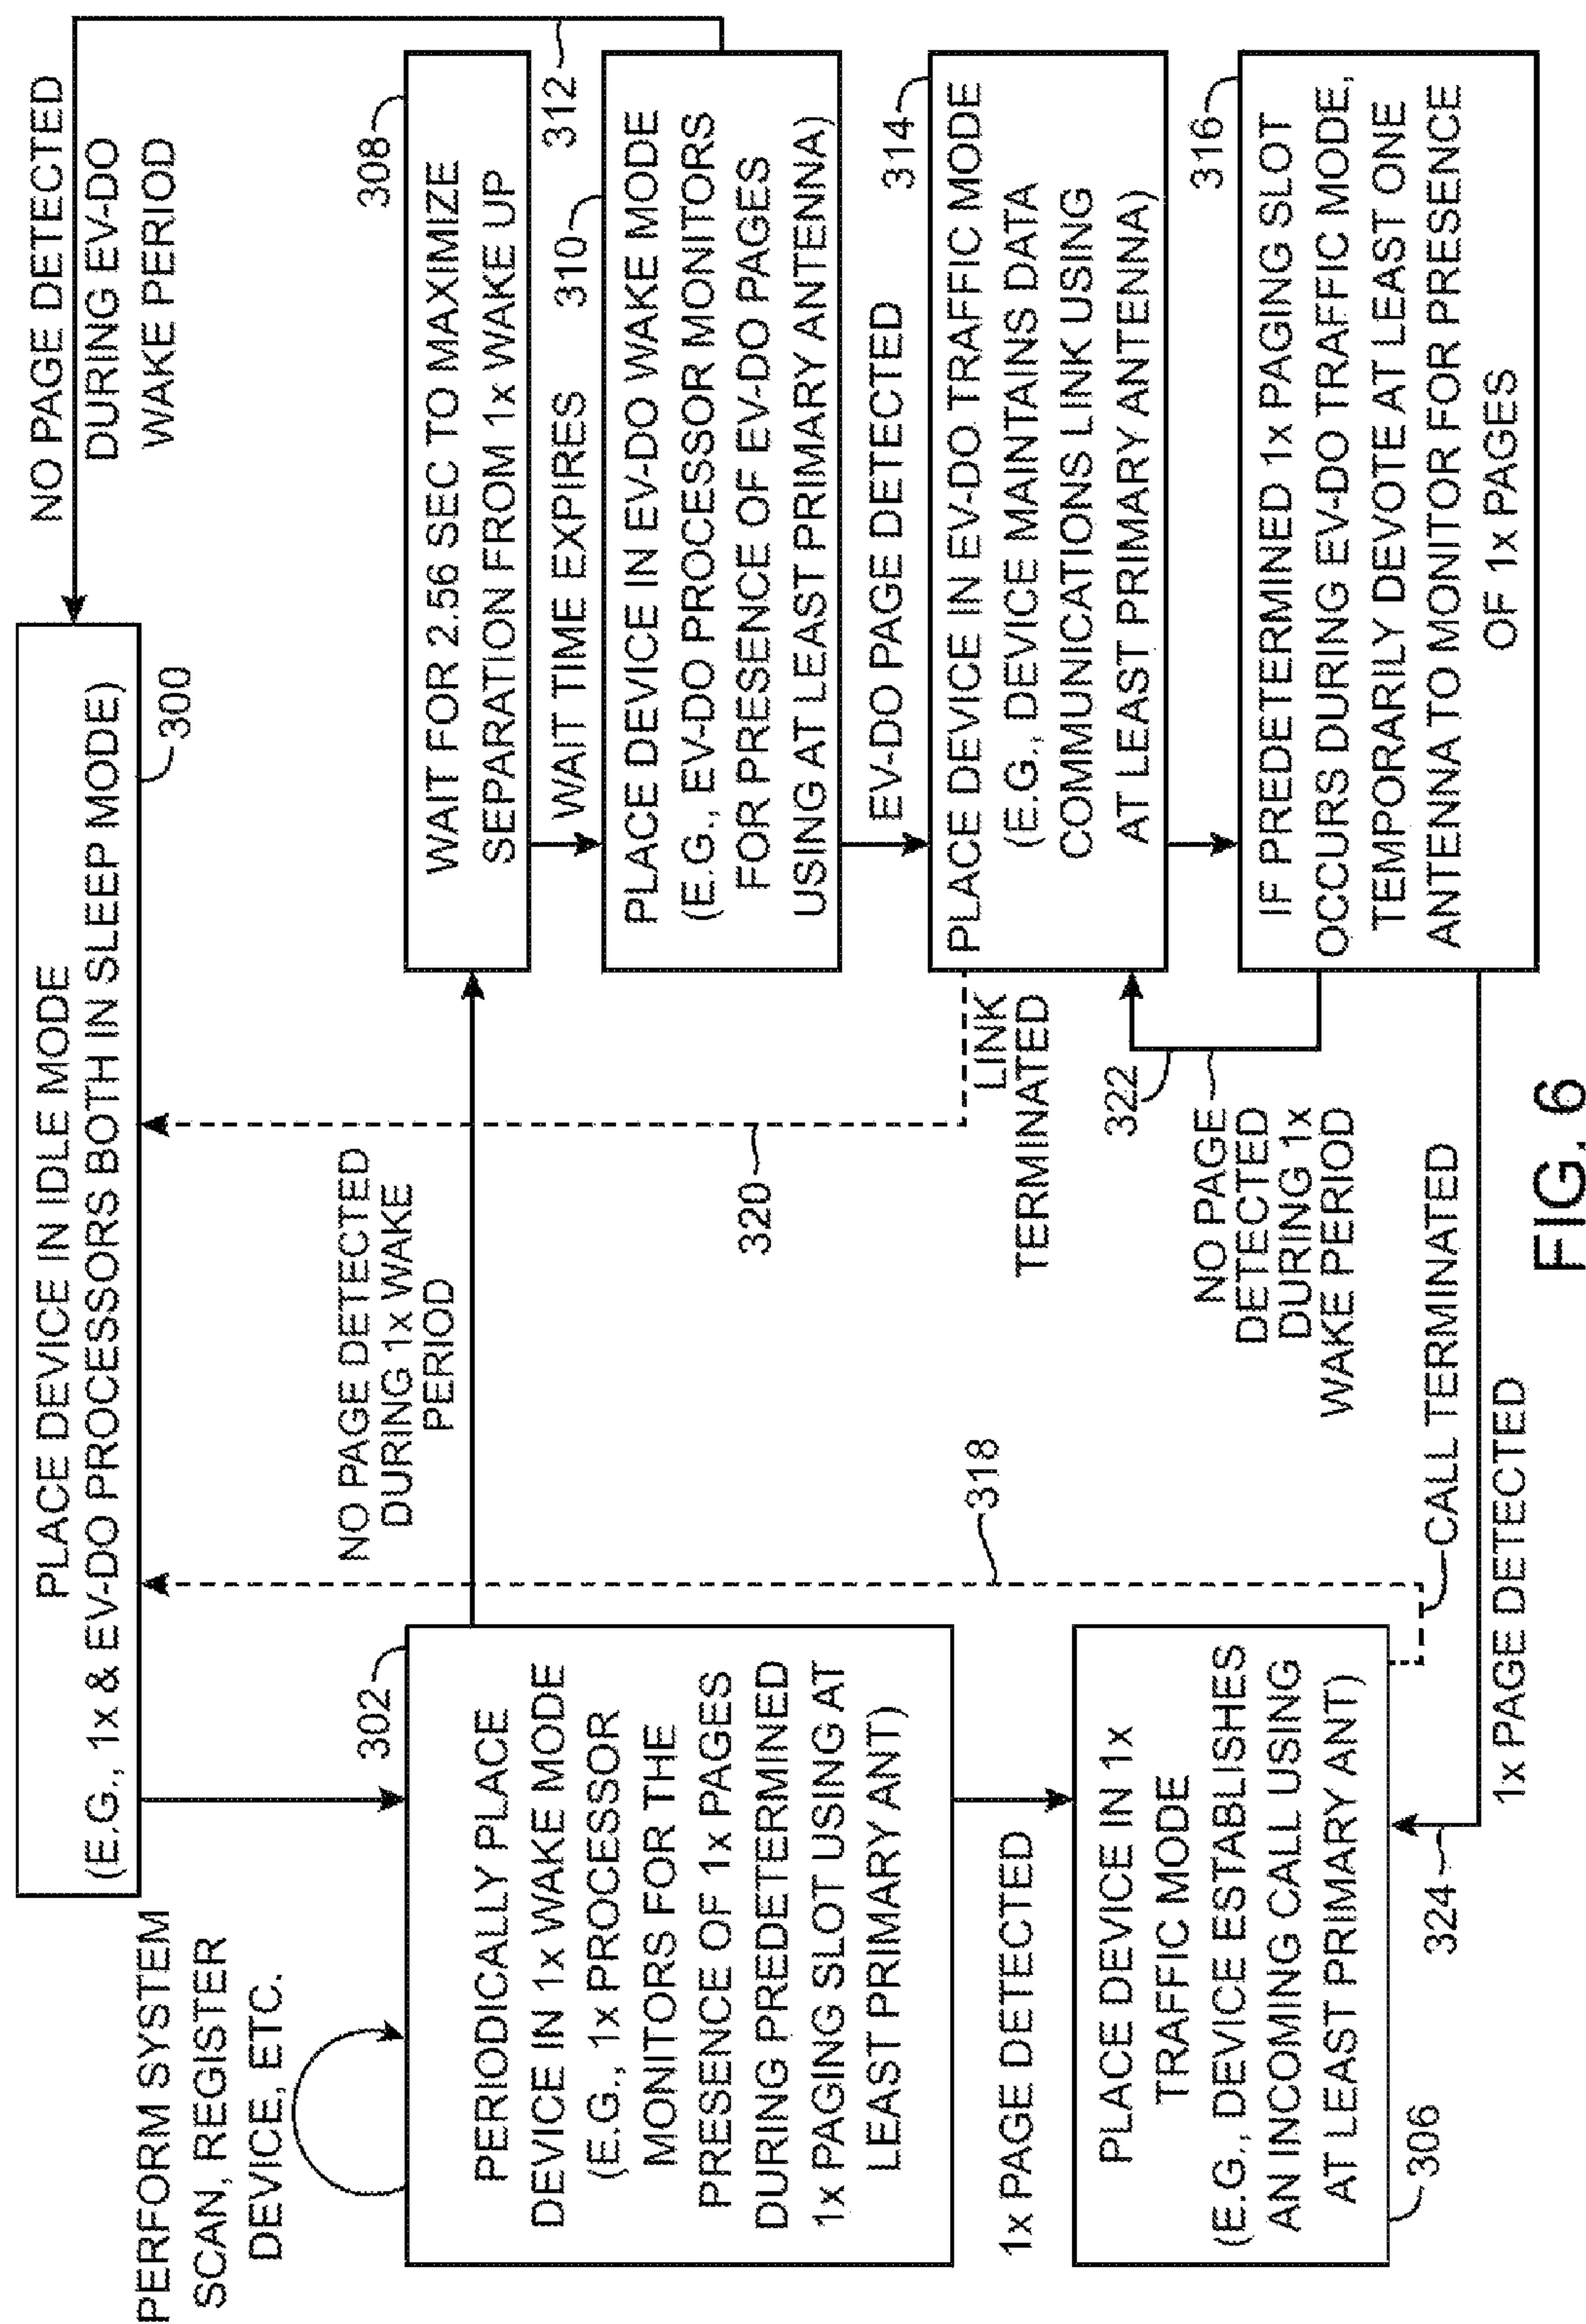 PLACE DEVICE IN IDLE MODE
(E.G., 1x & EV-DO PROCESSORS BOTH IN SLEEP MODE)
300
NO PAGE DETECTED
DURING EV-DO
WAKE PERIOD
312
PERFORM SYSTEM
SCAN, REGISTER
DEVICE, ETC.
302
PERIODICALLY PLACE
DEVICE IN 1x WAKE MODE
(E.G., 1x PROCESSOR
MONITORS FOR THE
PRESENCE OF 1x PAGES
DURING PREDETERMINED
1x PAGING SLOT USING AT
LEAST PRIMARY ANT)
NO PAGE DETECTED
DURING 1x WAKE
PERIOD
308
WAIT FOR 2.56 SEC TO MAXIMIZE
SEPARATION FROM 1x WAKE UP
WAIT TIME EXPIRES
310
PLACE DEVICE IN EV-DO WAKE MODE
(E.G., EV-DO PROCESSOR MONITORS
FOR PRESENCE OF EV-DO PAGES
USING AT LEAST PRIMARY ANTENNA)
320
318
EV-DO PAGE DETECTED
314
PLACE DEVICE IN EV-DO TRAFFIC MODE
(E.G., DEVICE MAINTAINS DATA
COMMUNICATIONS LINK USING
AT LEAST PRIMARY ANTENNA)
LINK
TERMINATED
1x PAGE DETECTED
PLACE DEVICE IN 1x
TRAFFIC MODE
(E.G., DEVICE ESTABLISHES
AN INCOMING CALL USING
AT LEAST PRIMARY ANT)
306
322
NO PAGE
DETECTED
DURING 1x
WAKE PERIOD
316
IF PREDETERMINED 1x PAGING SLOT
OCCURS DURING EV-DO TRAFFIC MODE,
TEMPORARILY DEVOTE AT LEAST ONE
ANTENNA TO MONITOR FOR PRESENCE
OF 1x PAGES
CALL TERMINATED
324
1x PAGE DETECTED
FIG. 6